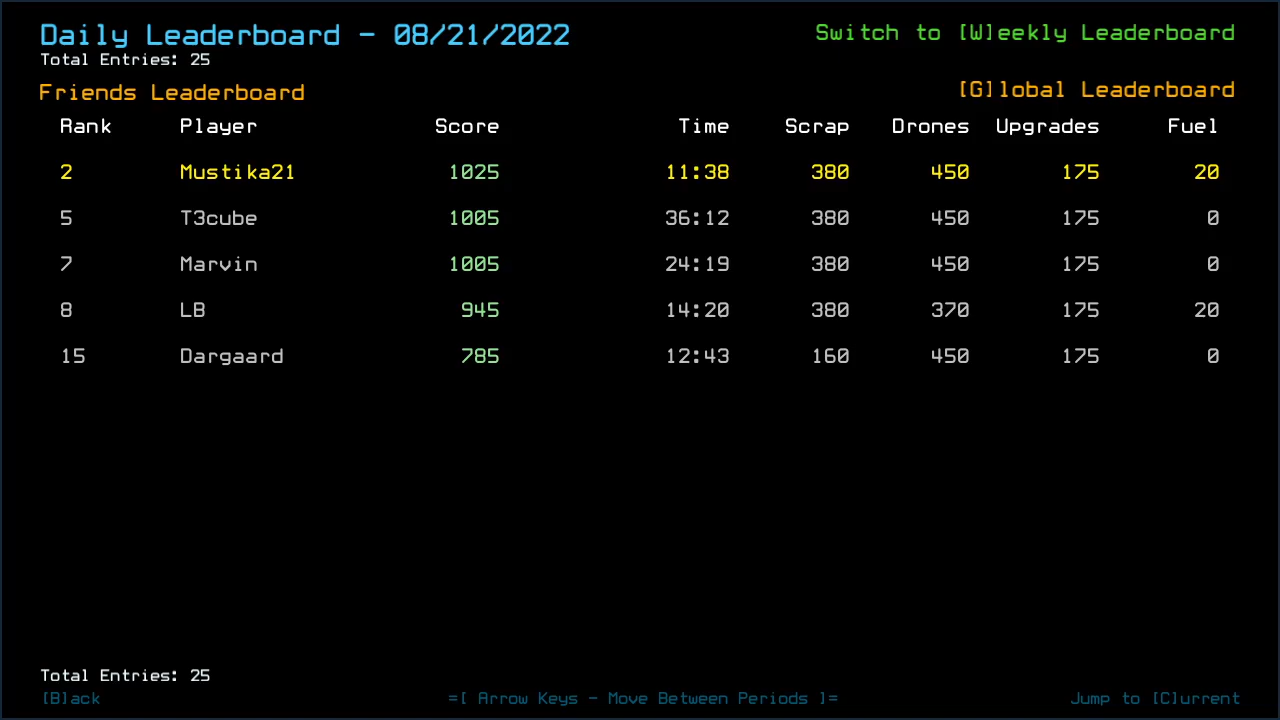 Daily Leaderboard - 08/21/2022 Switch to [W]eekly Leaderboard
Total Entries: 25
Friends Leaderboard [G]lobal Leaderboard
Rank Player Score Time Scrap Drones Upgrades Fuel
2 Mustika21 1025 11:38 380 450 175 20
5 T3cube 1005 36:12 380 450 175 0
7 Marvin 1005 24:19 380 450 175 0
8 LB 945 14:20 380 370 175 20
15 Dargaard 785 12:43 160 450 175 0
Total Entries: 25
[B]ack =[ Arrow Keys - Move Between Periods ]= Jump to [C]urrent